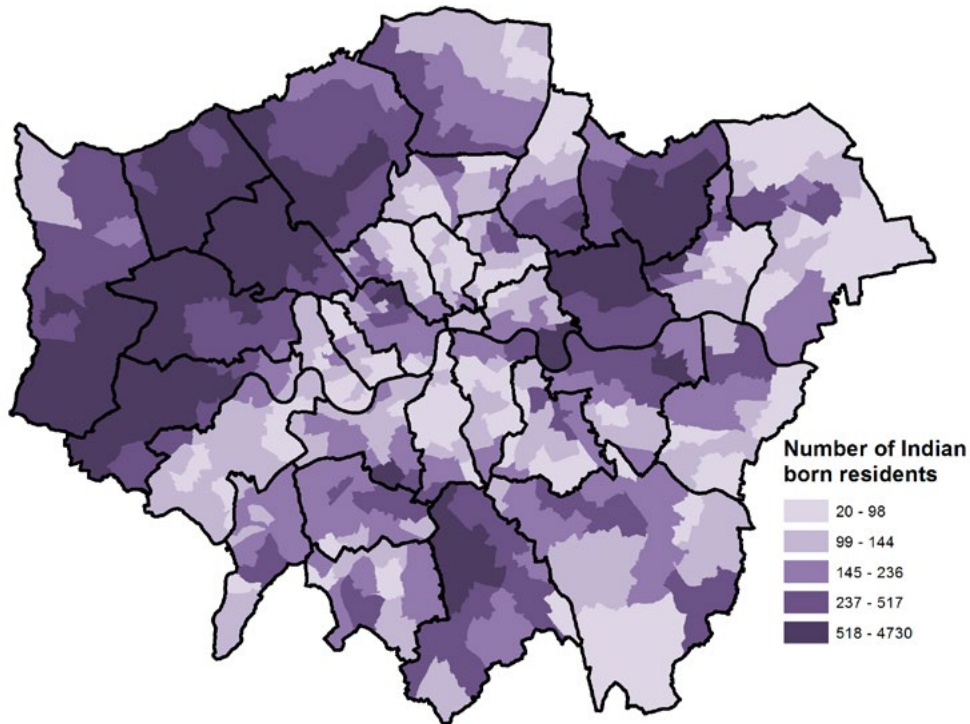 Number of Indian
born residents
20 - 98
99 - 144
145 - 236
237 - 517
518 - 4730